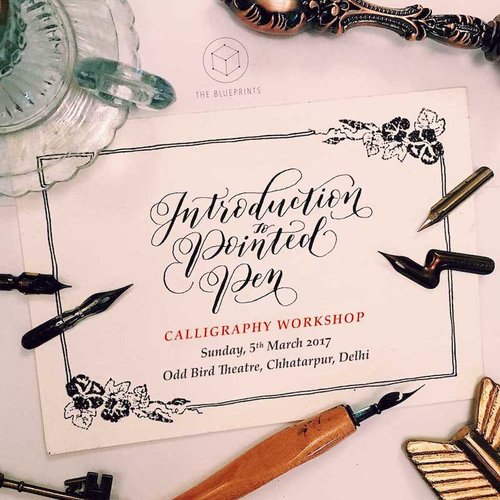 THE BLUEPRINTS
Introduction
to
Pointed
Pen
CALLIGRAPHY WORKSHOP
Sunday, 5th March 2017
Odd Bird Theatre, Chhatarpur, Delhi